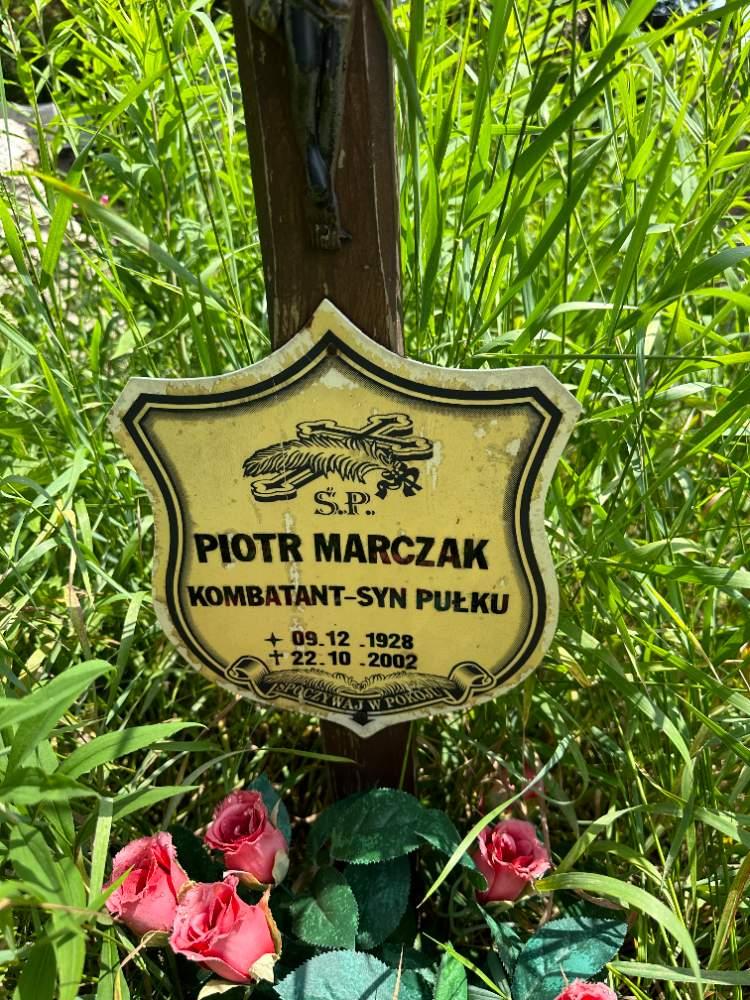 Ś.P.
PIOTR MARCZAK
KOMBATANT-SYN PUŁKU
09.12.1928
† 22.10.2002
SPOCZYWAJ W POKOJU